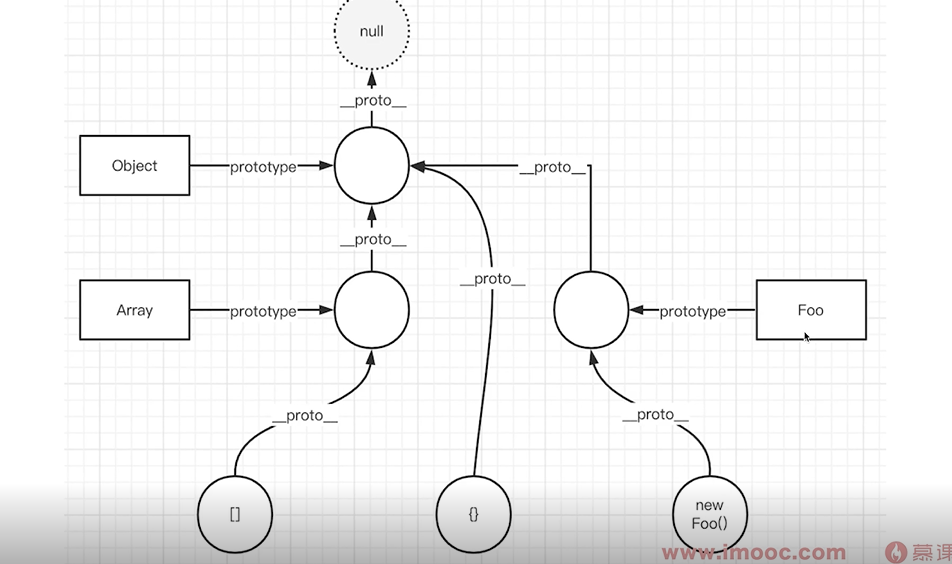 null
__proto__
Object
prototype
__proto__
__proto__
__proto__
Array
prototype
prototype
Foo
__proto__
__proto__
[]
{}
new
Foo()
www.imooc.com
慕课